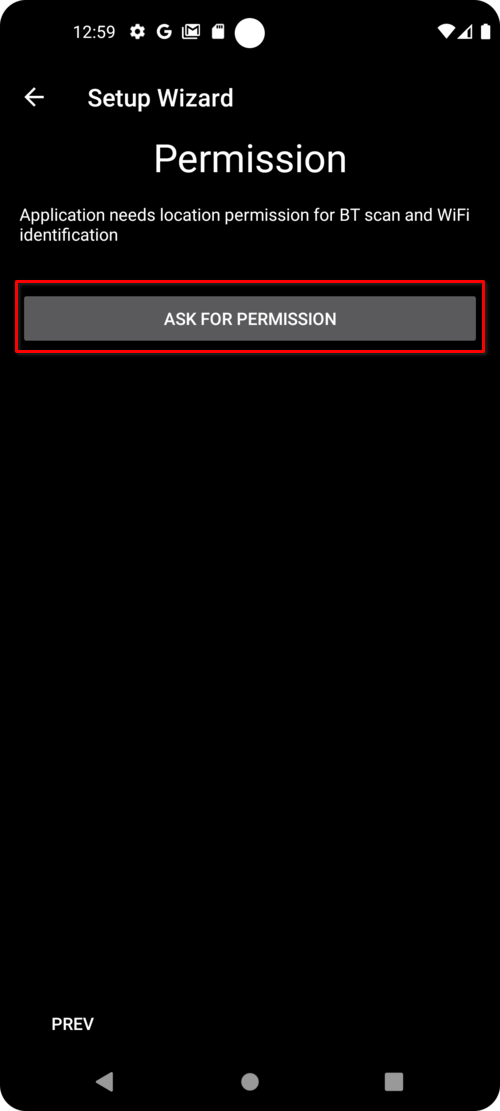 12:59
Setup Wizard
Permission
Application needs location permission for BT scan and WiFi
identification
ASK FOR PERMISSION
PREV